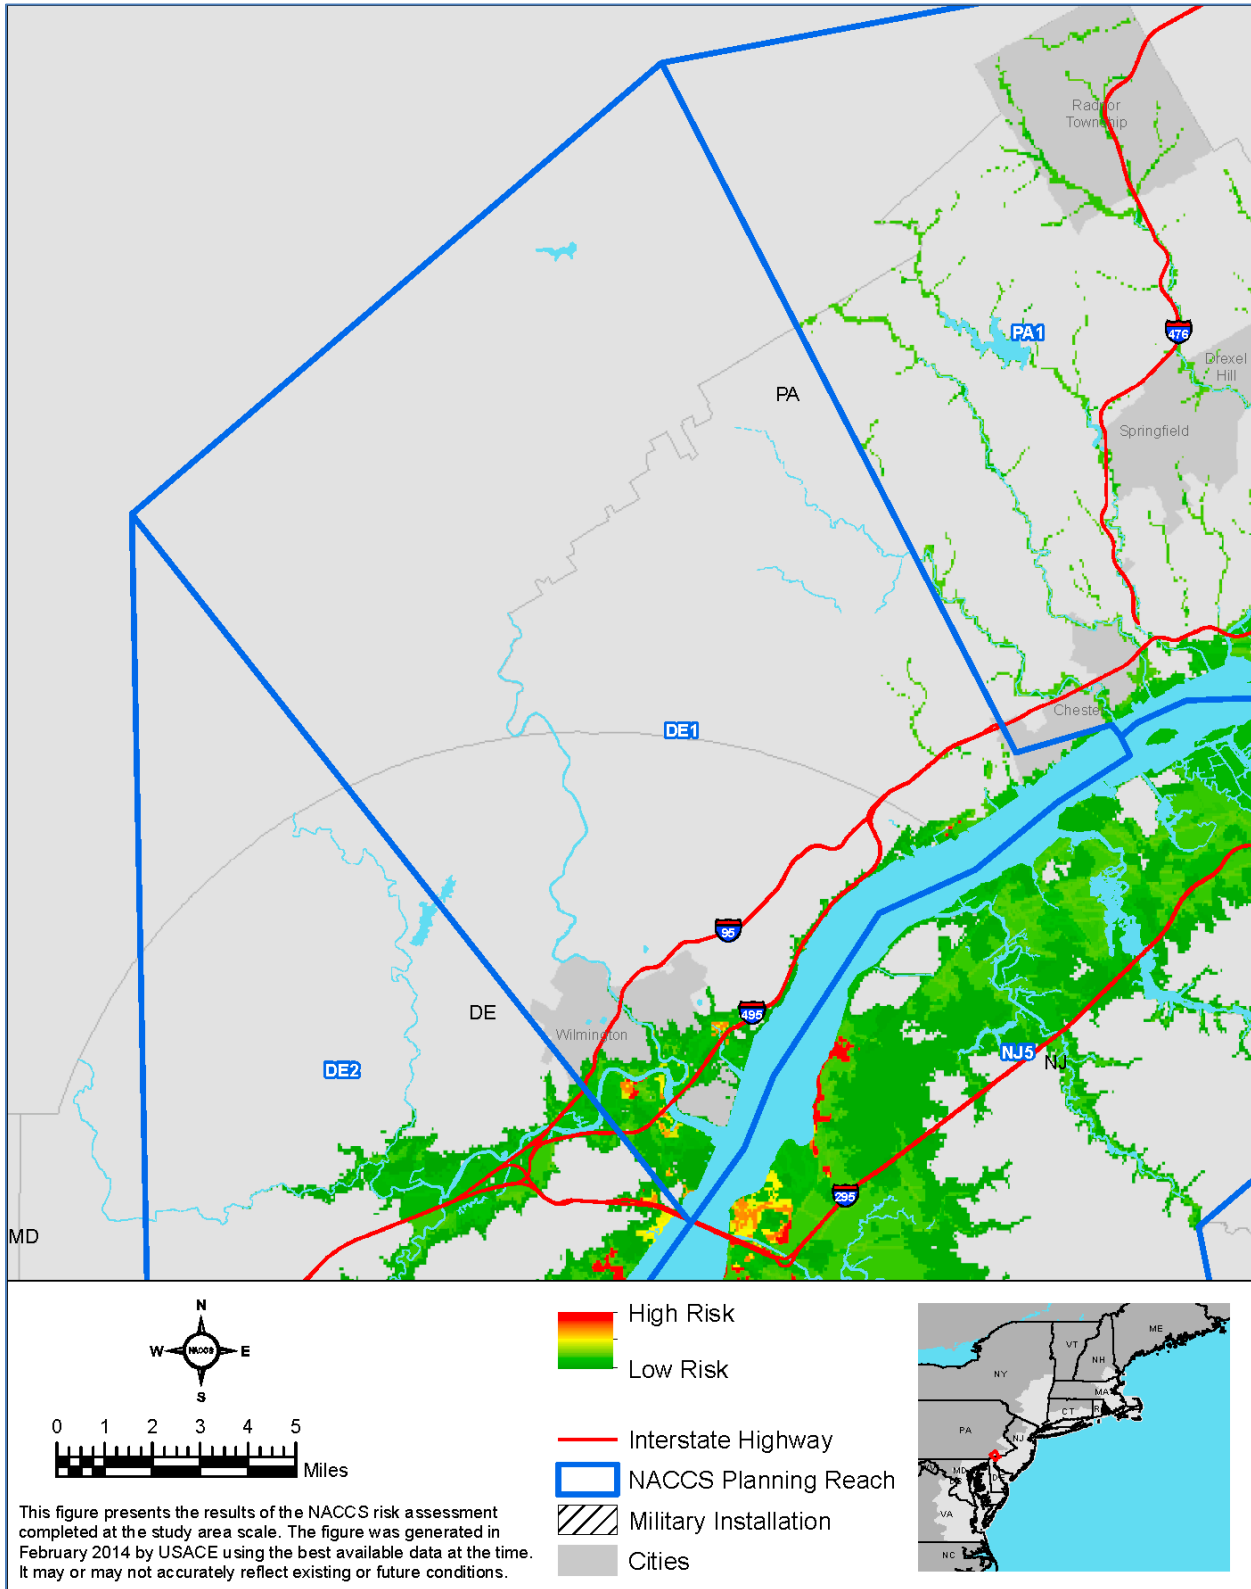 Radnor
Township
PA1
476
Drexel
Hill
PA
Springfield
Chester
DE1
95
DE
495
Wilmington
DE2
NJ5
NJ
295
MD
N
W
NACCS
E
S
0 1 2 3 4 5
Miles
This figure presents the results of the NACCS risk assessment
completed at the study area scale. The figure was generated in
February 2014 by USACE using the best available data at the time.
It may or may not accurately reflect existing or future conditions.
High Risk
Low Risk
Interstate Highway
NACCS Planning Reach
Military Installation
Cities
ME
VT
NH
NY
MA
CT
PA
NJ
MD
DE
VA
NC